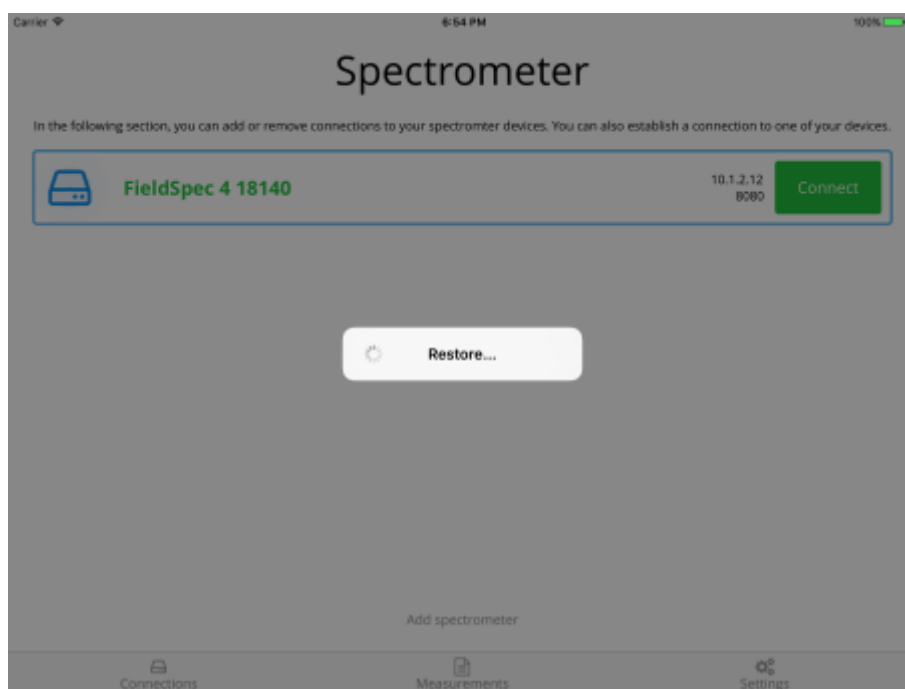 Carrier 6:54 PM 100%
Spectrometer
In the following section, you can add or remove connections to your spectromter devices. You can also establish a connection to one of your devices.
FieldSpec 4 18140
10.1.2.12
8080
Connect
Restore...
Add spectrometer
Connections Measurements Settings